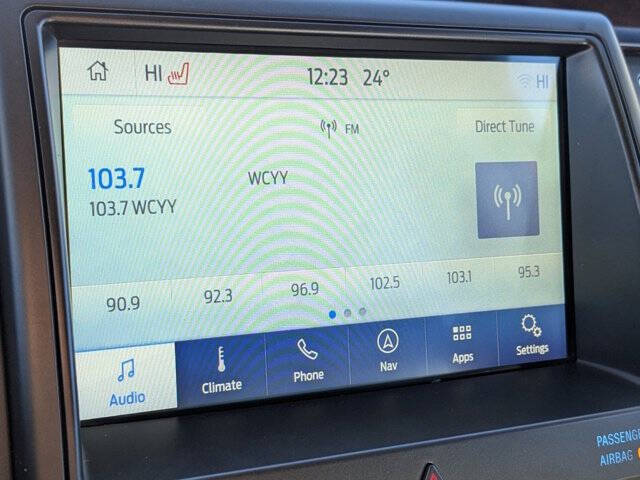 HI 12:23 24° HI
Sources FM Direct Tune
103.7 WCYY
103.7 WCYY
90.9 92.3 96.9 102.5 103.1 95.3
Audio Climate Phone Nav Apps Settings
AIRBAG